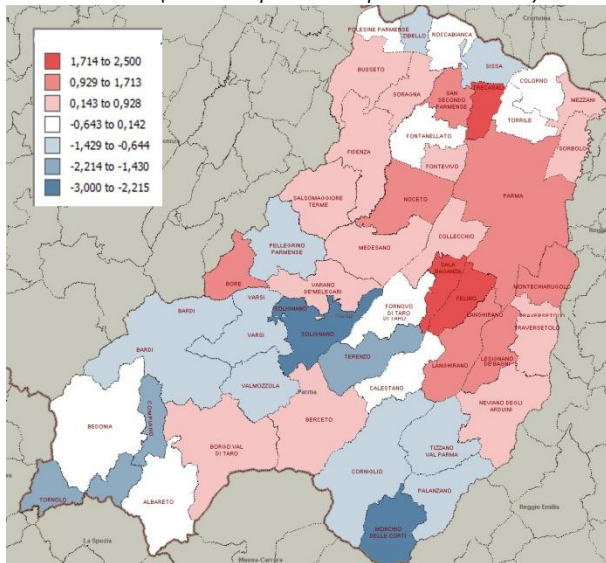 Cremona
POLESINE PARMENSE
ZIBELLO
ROCCABIANCA
1,714 to 2,500
0,929 to 1,713
0,143 to 0,928
-0,643 to 0,142
-1,429 to -0,644
-2,214 to -1,430
-3,000 to -2,215
BUSSETO
SISSA
SORAGNA
SAN
SECONDO
PARMENSE
TRECASALI
COLORNO
MEZZANI
TORRILE
FONTANELLATO
SORBOLO
FIDENZA
FONTEVIVO
SALSOMAGGIORE
TERME
NOCETO
PARMA
PELLEGRINO
PARMENSE
MEDESANO
COLLECCHIO
SALA
BAGANZA
BORE
VARANO
DE'MELEGARI
MONTECHIARUGOLO
VARSI
FELINO
BARDI
SOLIGNANO
FORNOVO
DI TARO
DI TARO
LANGHIRANO
TRAVERSETOLO
TRAVERSETOLO
VARSI
SOLIGNANO
BARDI
TERENZO
LANGHIRANO
LESIGNANO
DE'BAGNI
VALMOZZOLA
Parma
CALESTANO
NEVIANO DEGLI
ARDUINI
COMPIANO
BEDONIA
BERCETO
BORGO VAL
DI TARO
TIZZANO
VAL PARMA
CORNIGLIO
PALANZANO
TORNOLO
ALBARETO
Reggio Emilia
MONCHIO
DELLE CORTI
La Spezia
Massa-Carrara